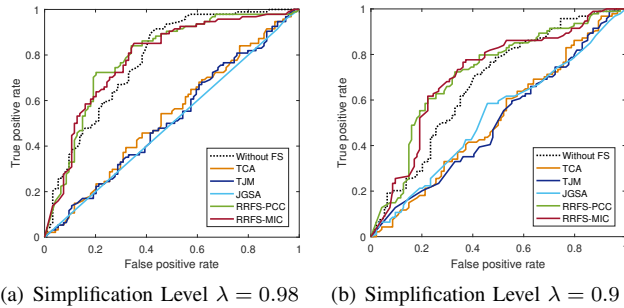 True positive rate
1
0.8
0.6
0.4
0.2
0
0 0.2 0.4 0.6 0.8 1
False positive rate
Without FS
TCA
TJM
JGSA
RRFS-PCC
RRFS-MIC
(a) Simplification Level λ = 0.98
True positive rate
1
0.8
0.6
0.4
0.2
0
0 0.2 0.4 0.6 0.8 1
False positive rate
Without FS
TCA
TJM
JGSA
RRFS-PCC
RRFS-MIC
(b) Simplification Level λ = 0.9